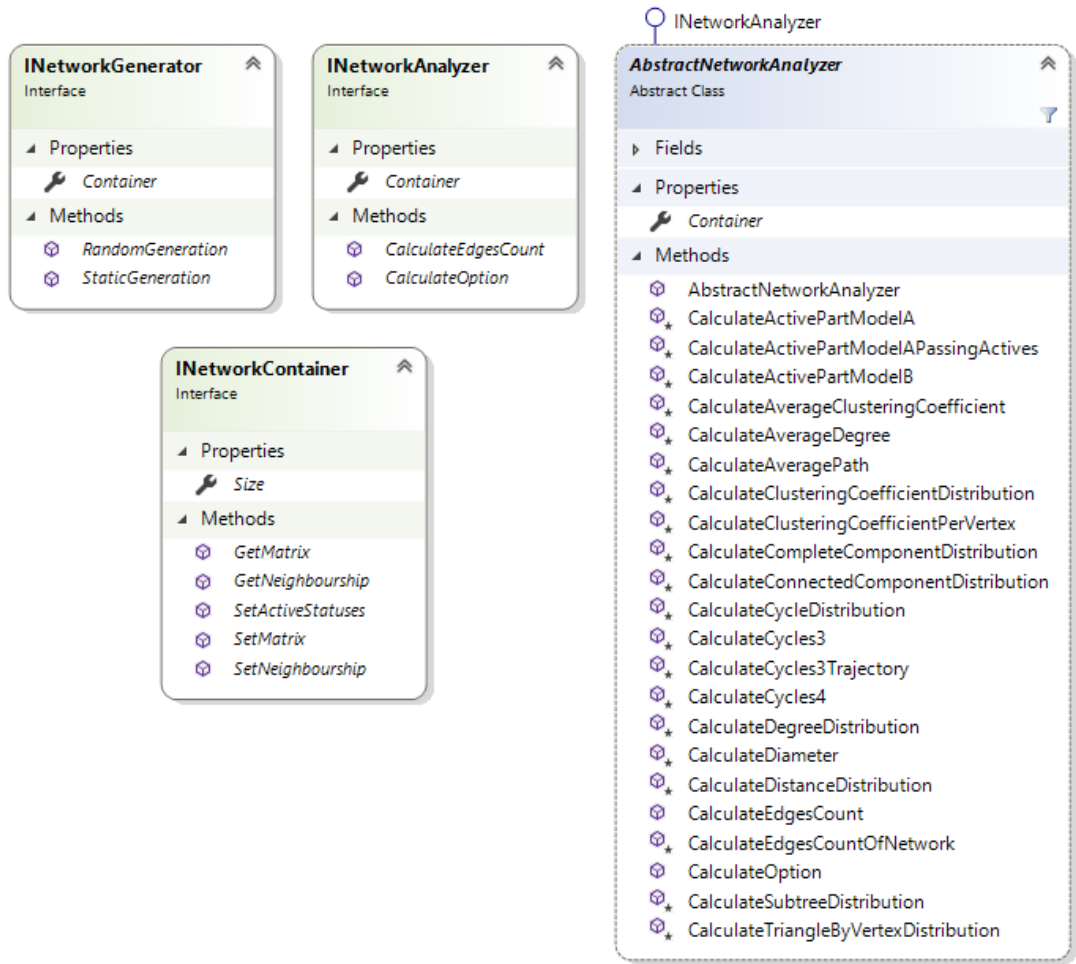 INetworkGenerator
Interface
Properties
Container
Methods
RandomGeneration
StaticGeneration
INetworkAnalyzer
Interface
Properties
Container
Methods
CalculateEdgesCount
CalculateOption
INetworkContainer
Interface
Properties
Size
Methods
GetMatrix
GetNeighbourship
SetActiveStatuses
SetMatrix
SetNeighbourship
INetworkAnalyzer
AbstractNetworkAnalyzer
Abstract Class
Fields
Properties
Container
Methods
AbstractNetworkAnalyzer
CalculateActivePartModelA
CalculateActivePartModelAPassingActives
CalculateActivePartModelB
CalculateAverageClusteringCoefficient
CalculateAverageDegree
CalculateAveragePath
CalculateClusteringCoefficientDistribution
CalculateClusteringCoefficientPerVertex
CalculateCompleteComponentDistribution
CalculateConnectedComponentDistribution
CalculateCycleDistribution
CalculateCycles3
CalculateCycles3Trajectory
CalculateCycles4
CalculateDegreeDistribution
CalculateDiameter
CalculateDistanceDistribution
CalculateEdgesCount
CalculateEdgesCountOfNetwork
CalculateOption
CalculateSubtreeDistribution
CalculateTriangleByVertexDistribution